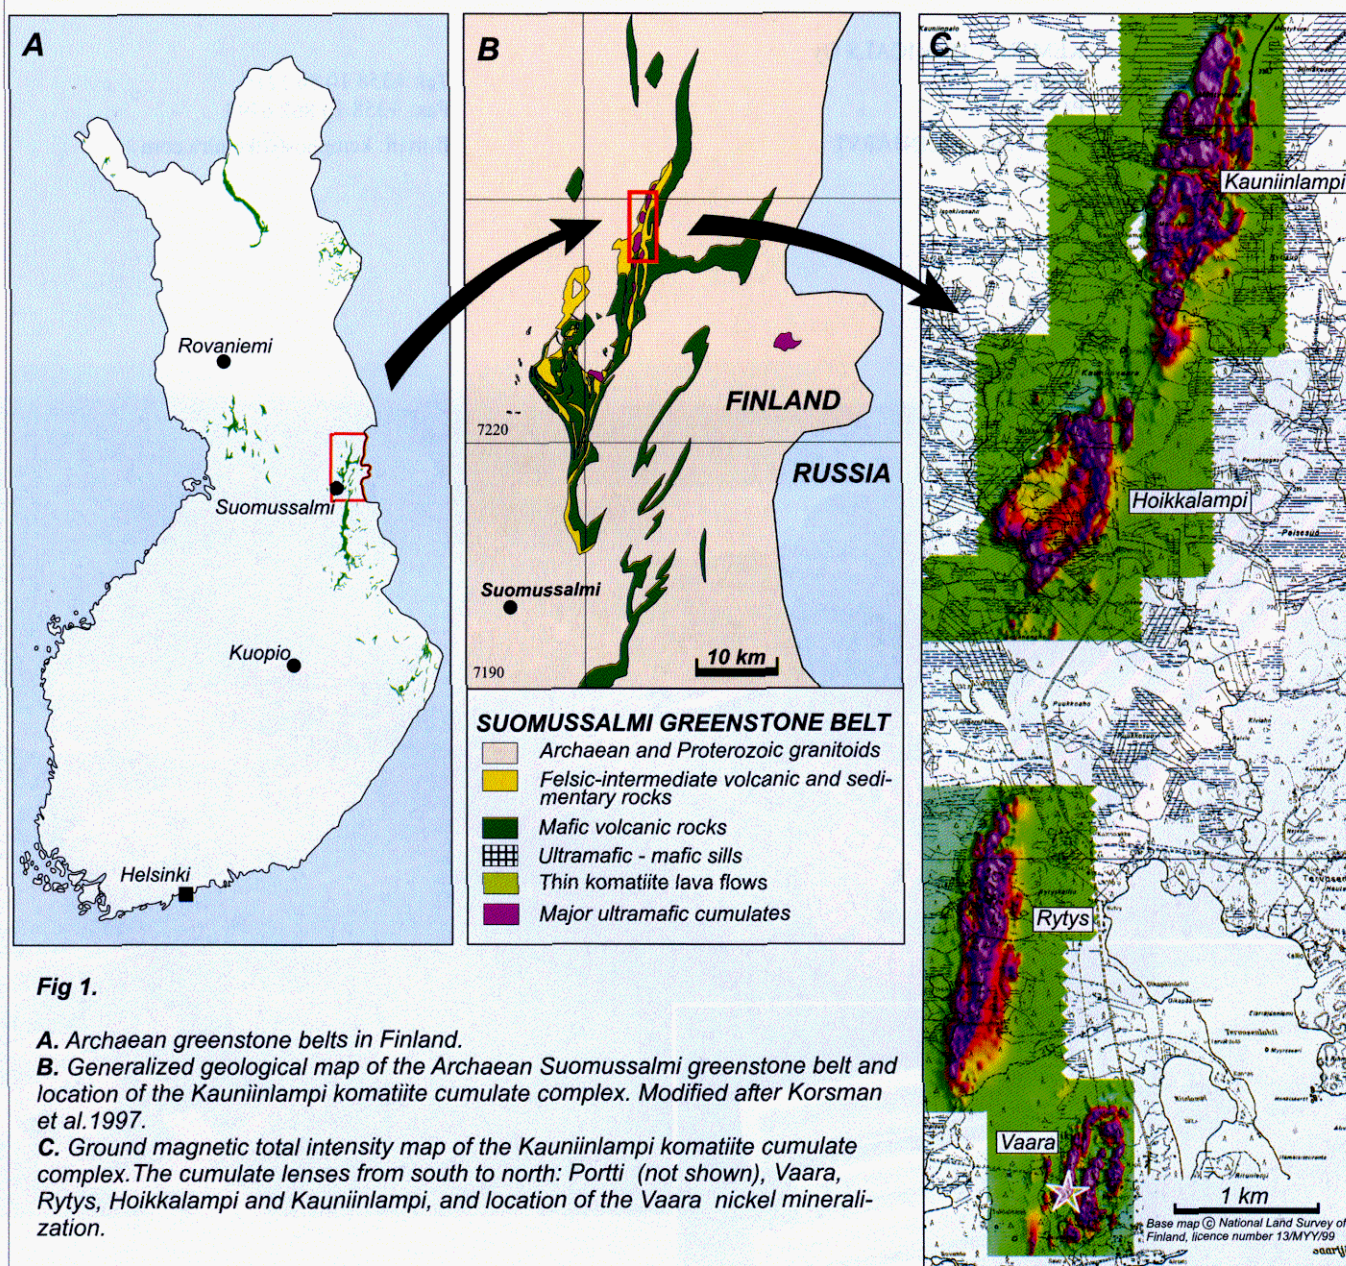 A
Rovaniemi
Suomussalmi
Kuopio
Helsinki
B
FINLAND
7220
RUSSIA
Suomussalmi
7190
10 km
SUOMUSSALMI GREENSTONE BELT
Archaean and Proterozoic granitoids
Felsic-intermediate volcanic and sedi-
mentary rocks
Mafic volcanic rocks
Ultramafic - mafic sills
Thin komatiite lava flows
Major ultramafic cumulates
C
Kauniinlampi
Hoikkalampi
Rytys
Vaara
1 km
Base map © National Land Survey of
Finland, licence number 13/MYY/99
Fig 1.
A. Archaean greenstone belts in Finland.
B. Generalized geological map of the Archaean Suomussalmi greenstone belt and
location of the Kauniinlampi komatiite cumulate complex. Modified after Korsman
et al.1997.
C. Ground magnetic total intensity map of the Kauniinlampi komatiite cumulate
complex. The cumulate lenses from south to north: Portti (not shown), Vaara,
Rytys, Hoikkalampi and Kauniinlampi, and location of the Vaara nickel minerali-
zation.